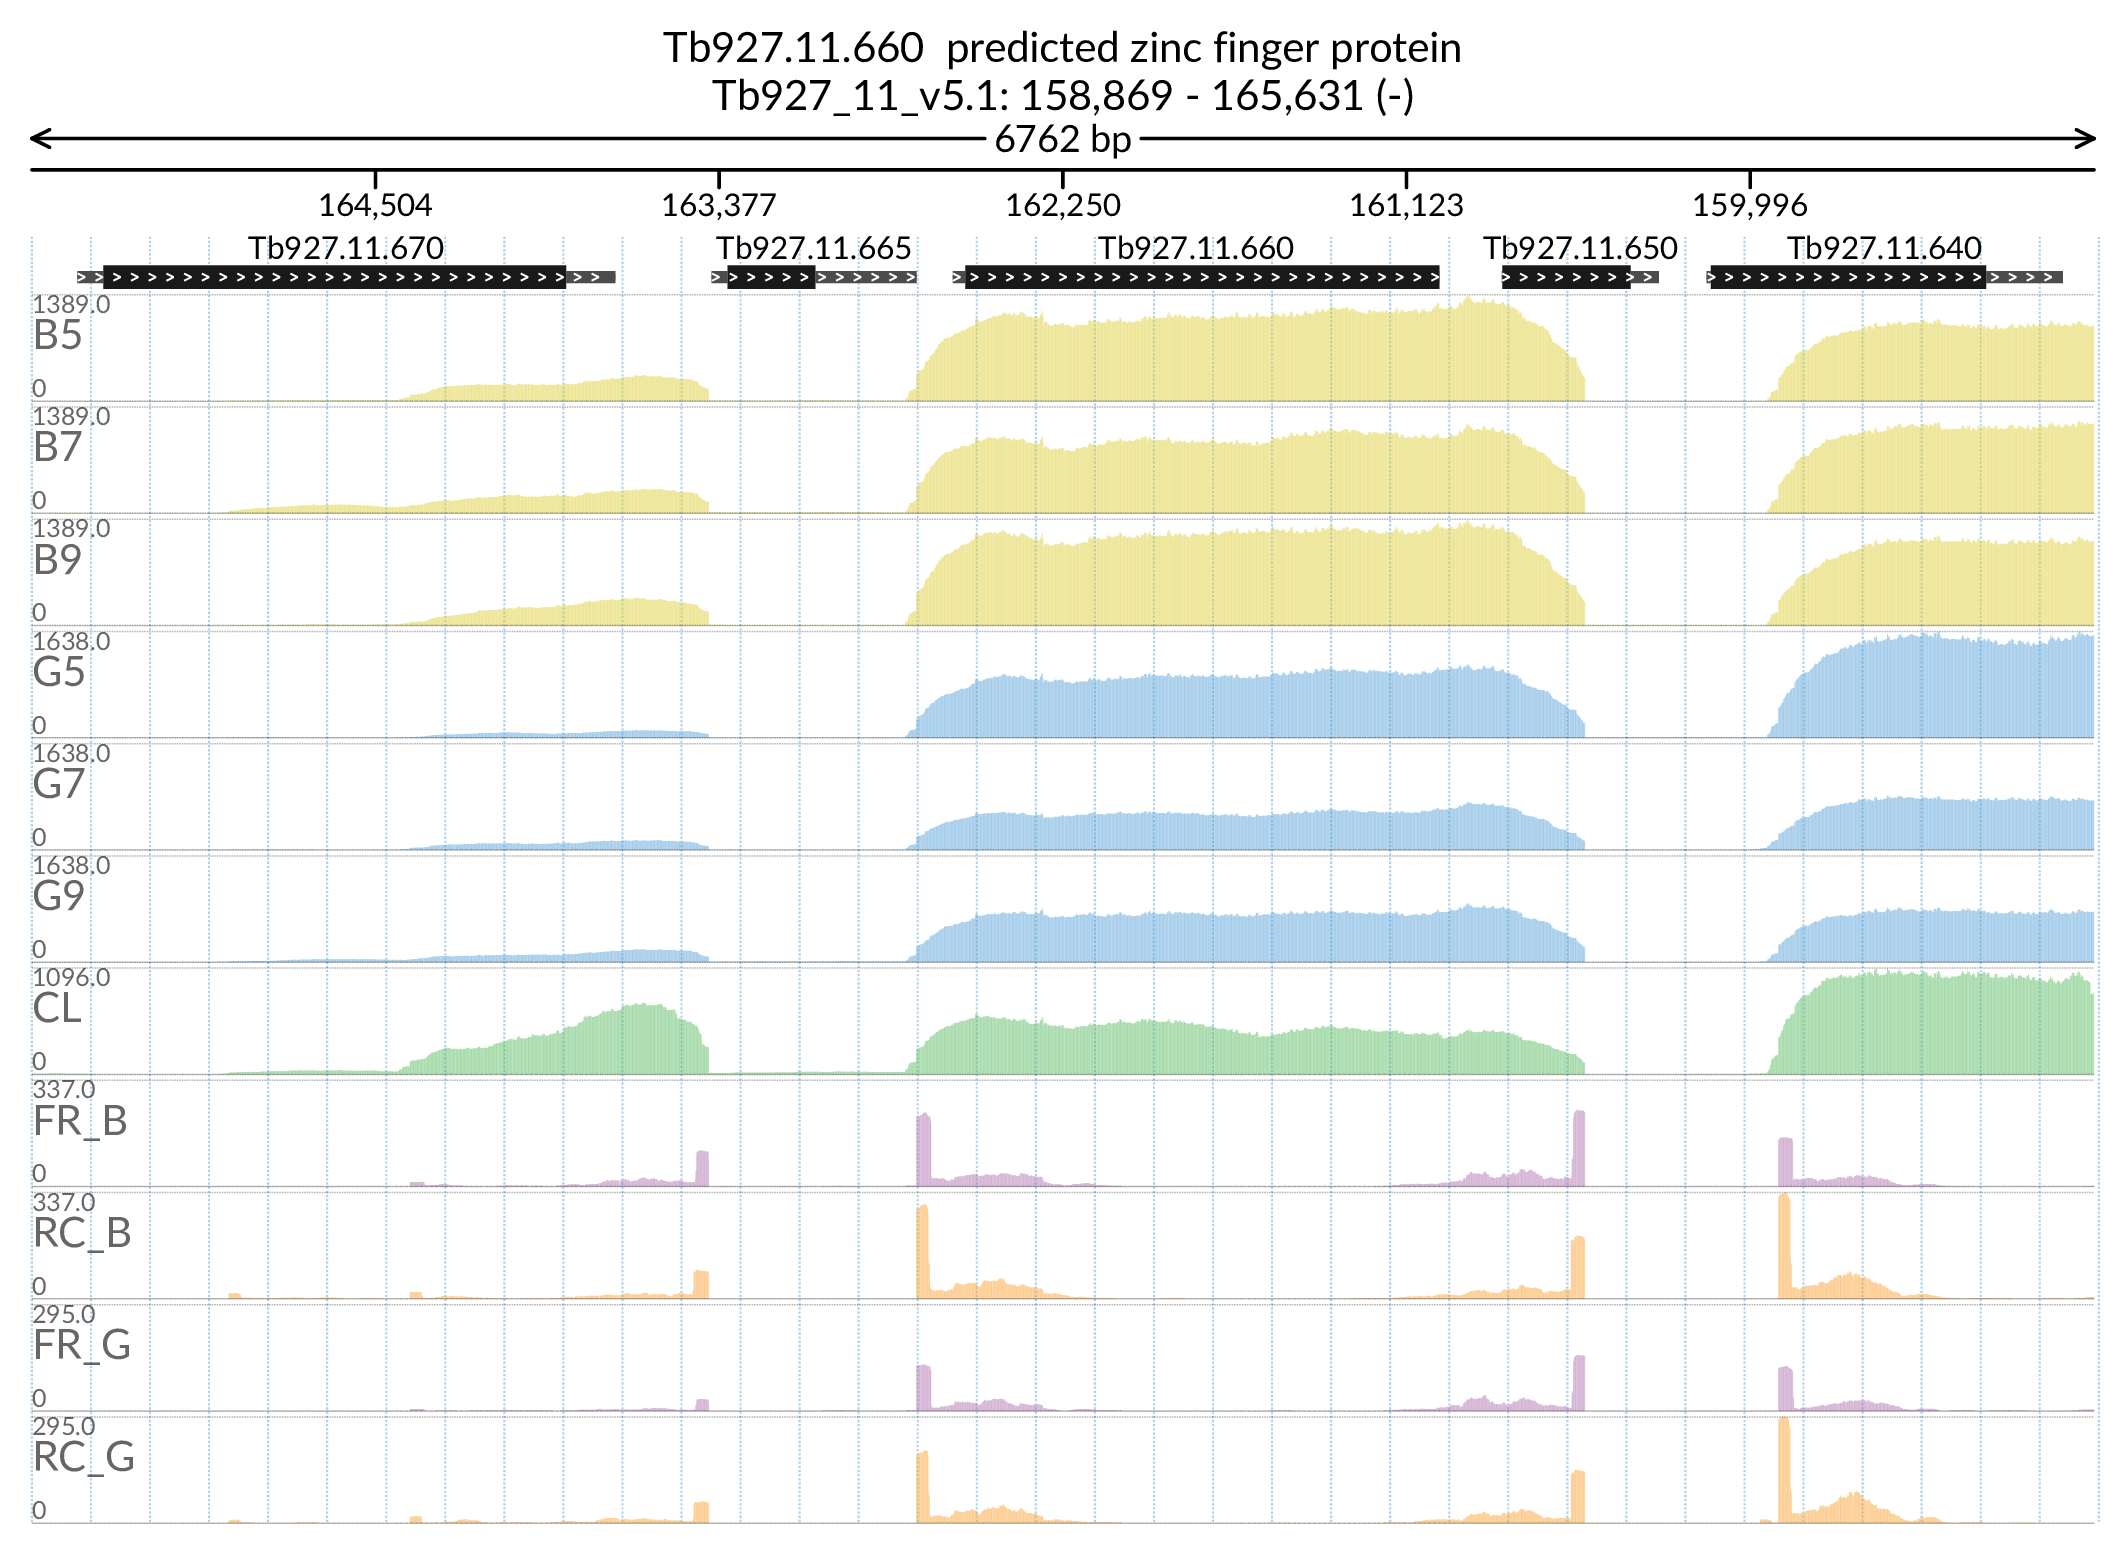 Tb927.11.660  predicted zinc finger protein
Tb927_11_v5.1: 158,869 - 165,631 (-)
6762 bp
164,504 163,377 162,250 161,123 159,996
Tb927.11.670 Tb927.11.665 Tb927.11.660 Tb927.11.650 Tb927.11.640
1389.0
B5
0
1389.0
B7
0
1389.0
B9
0
1638.0
G5
0
1638.0
G7
0
1638.0
G9
0
1096.0
CL
0
337.0
FR_B
0
337.0
RC_B
0
295.0
FR_G
0
295.0
RC_G
0